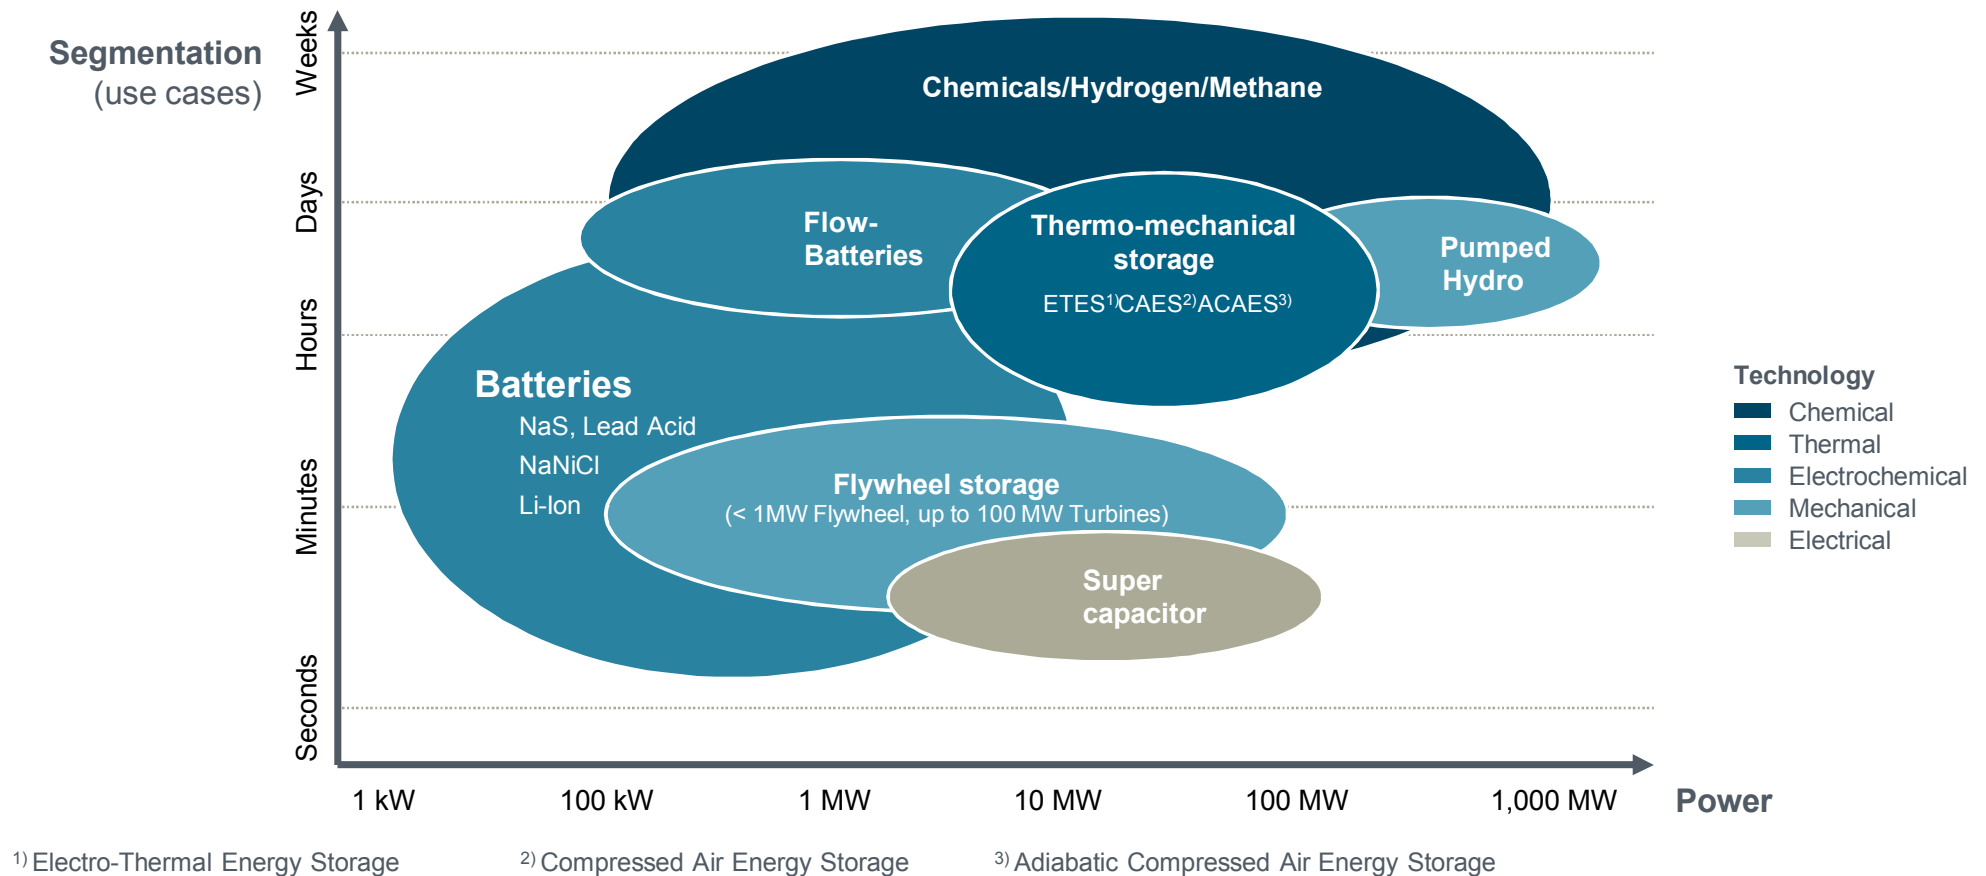 Segmentation
(use cases)
Weeks
Days
Hours
Minutes
Seconds
Chemicals/Hydrogen/Methane
Flow-
Batteries
Thermo-mechanical
storage
ETES1)CAES2)ACAES3)
Pumped
Hydro
Batteries
NaS, Lead Acid
NaNiCl
Li-Ion
Flywheel storage
(< 1MW Flywheel, up to 100 MW Turbines)
Super
capacitor
Technology
Chemical
Thermal
Electrochemical
Mechanical
Electrical
1 kW 100 kW 1 MW 10 MW 100 MW 1,000 MW Power
1) Electro-Thermal Energy Storage 2) Compressed Air Energy Storage 3) Adiabatic Compressed Air Energy Storage